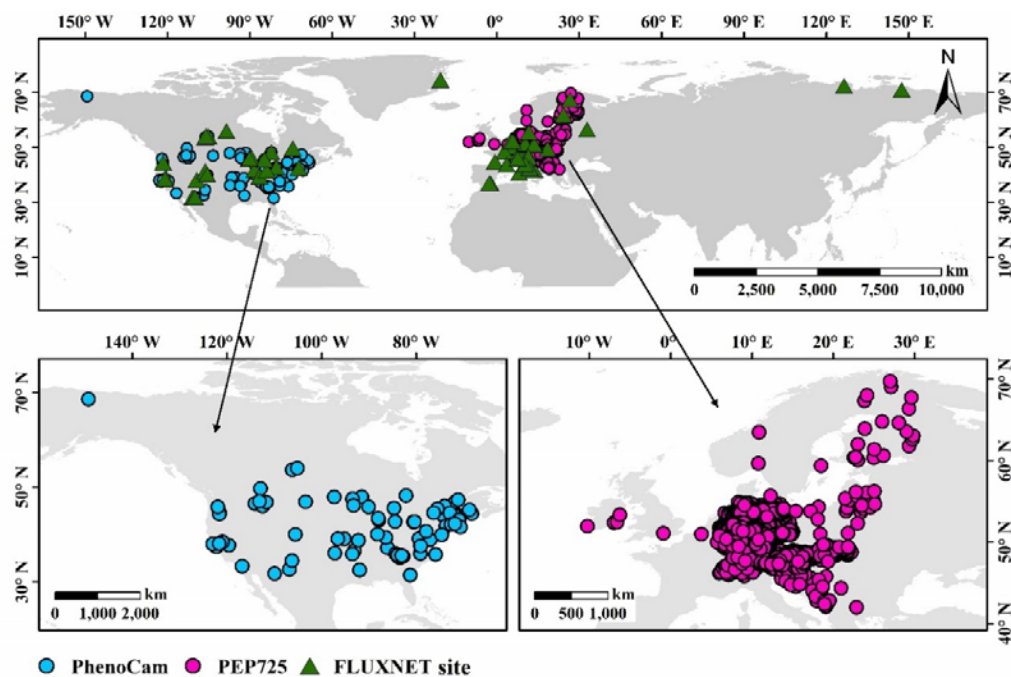 150° W 120° W 90° W 60° W 30° W 0° E 30° E 60° E 90° E 120° E 150° E
N
70° N 70° N
50° N 50° N
30° N 30° N
10° N 10° N
km
0 2,500 5,000 7,500 10,000
140° W 120° W 100° W 80° W
10° W 0° 10° E 20° E 30° E
70° N 70° N
60° N
50° N 50° N
30° N
40° N
km
0 1,000 2,000
km
0 500 1,000
PhenoCam PEP725 FLUXNET site